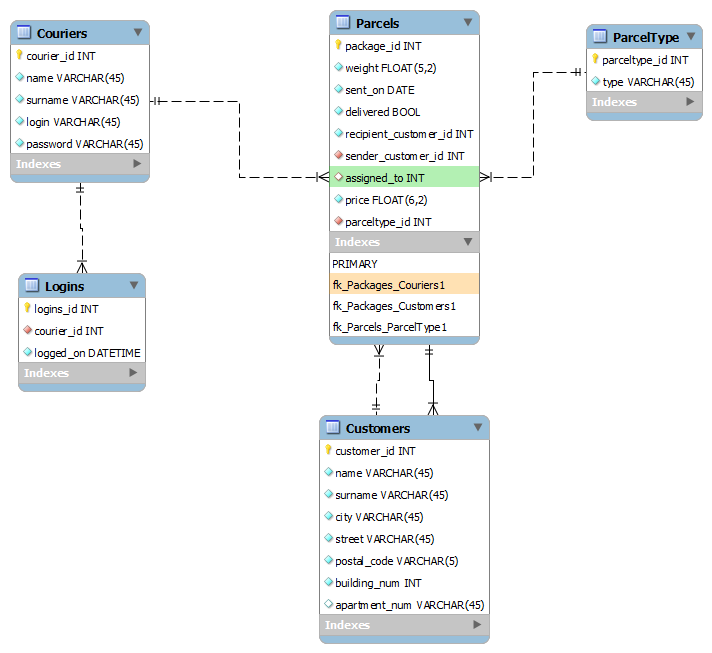 Couriers
courier_id INT
name VARCHAR(45)
surname VARCHAR(45)
login VARCHAR(45)
password VARCHAR(45)
Indexes
Parcels
package_id INT
weight FLOAT(5,2)
sent_on DATE
delivered BOOL
recipient_customer_id INT
sender_customer_id INT
assigned_to INT
price FLOAT(6,2)
parceltype_id INT
Indexes
PRIMARY
fk_Packages_Couriers1
fk_Packages_Customers1
fk_Parcels_ParcelType1
ParcelType
parceltype_id INT
type VARCHAR(45)
Indexes
Logins
logins_id INT
courier_id INT
logged_on DATETIME
Indexes
Customers
customer_id INT
name VARCHAR(45)
surname VARCHAR(45)
city VARCHAR(45)
street VARCHAR(45)
postal_code VARCHAR(5)
building_num INT
apartment_num VARCHAR(45)
Indexes